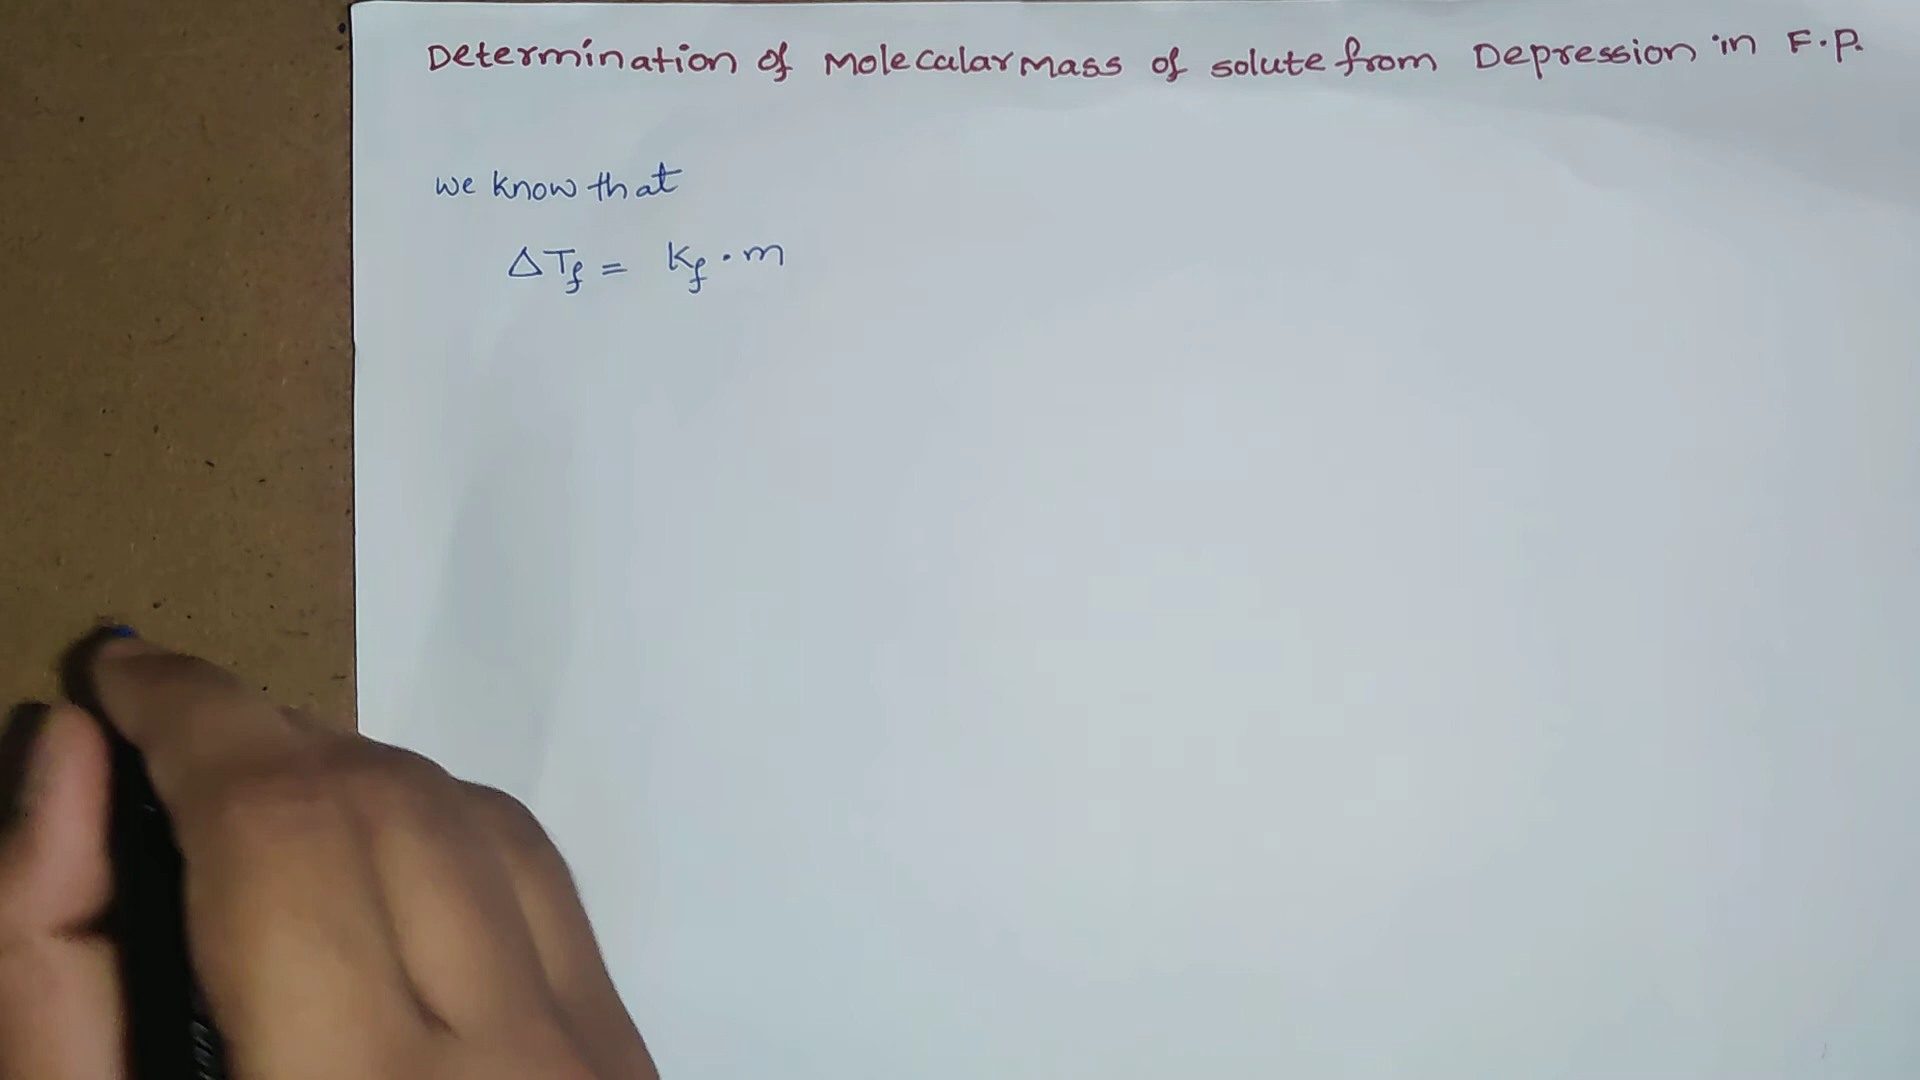 Determination of Molecular mass of solute from Depression in F.P.
we know that
ΔTf = Kf · m